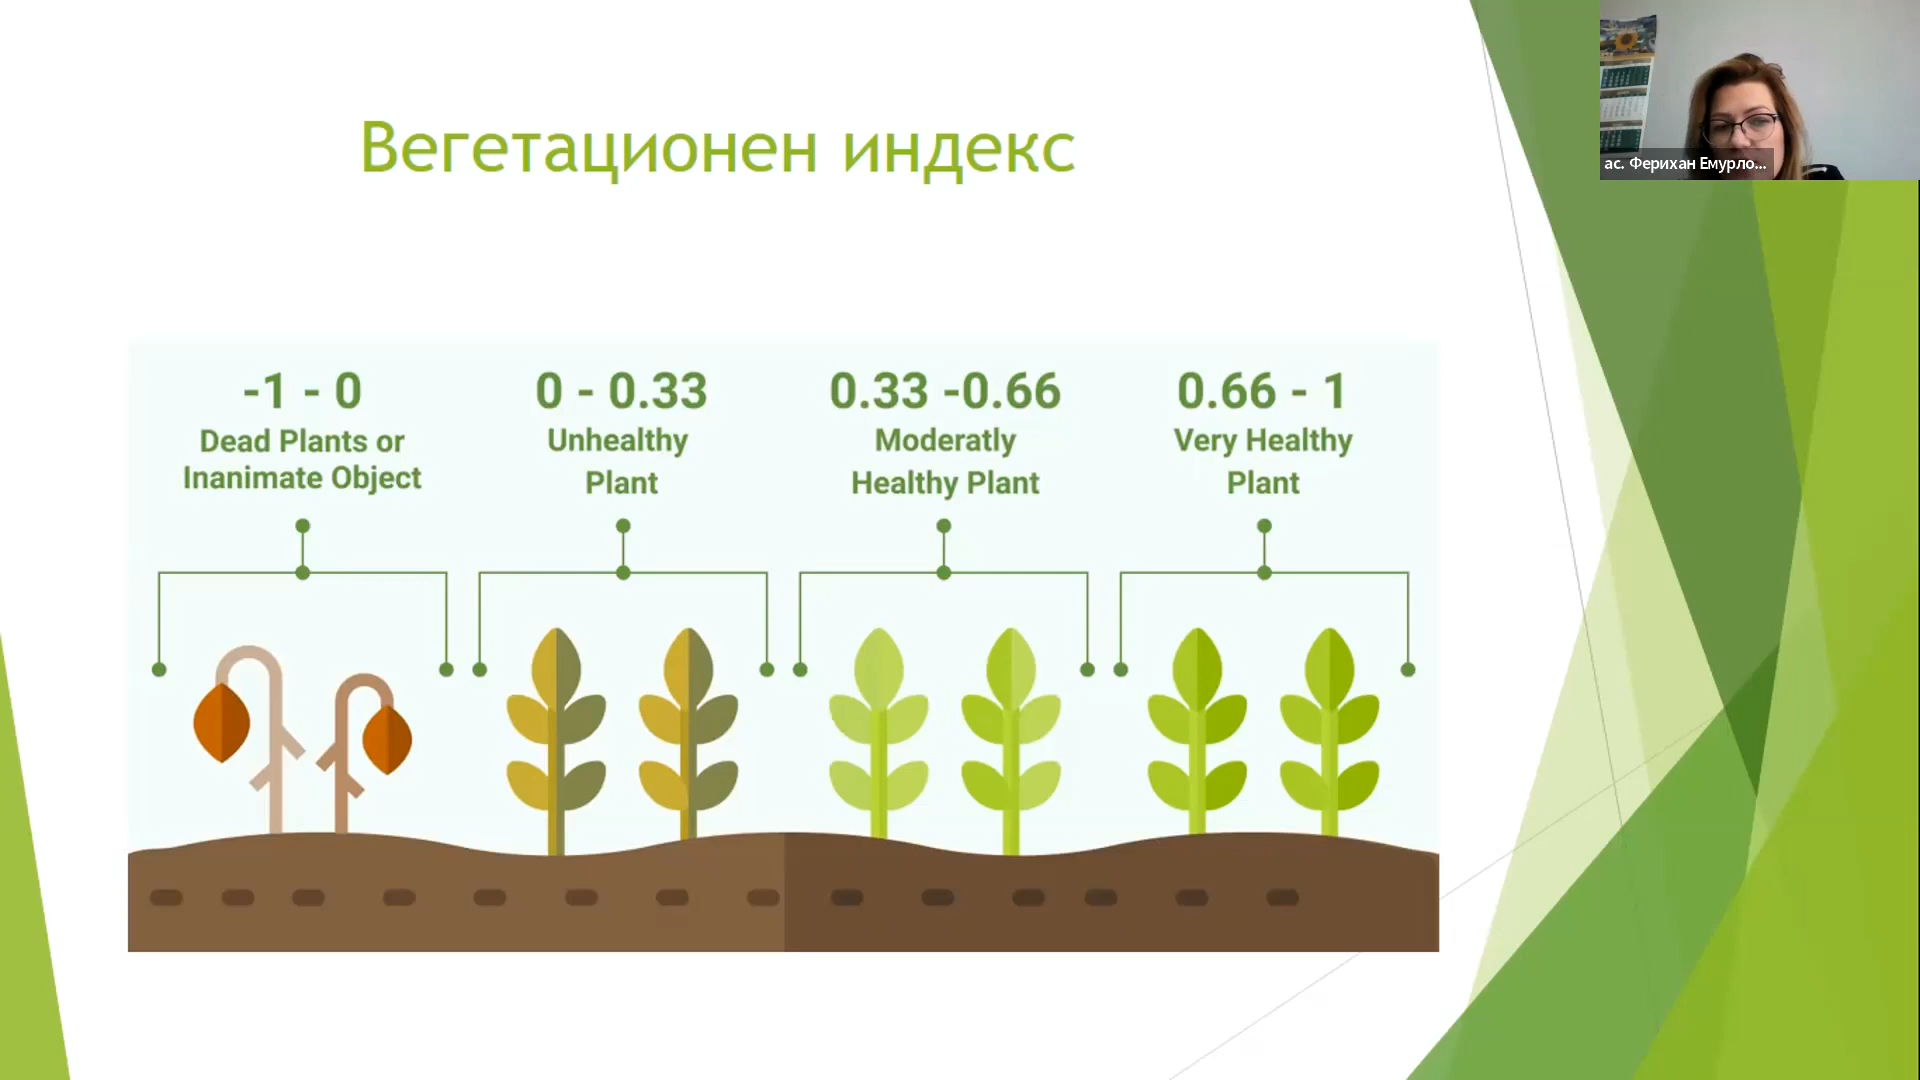 Вегетационен индекс
ас. Ферихан Емурло...
-1 - 0
Dead Plants or
Inanimate Object
0 - 0.33
Unhealthy
Plant
0.33 -0.66
Moderatly
Healthy Plant
0.66 - 1
Very Healthy
Plant